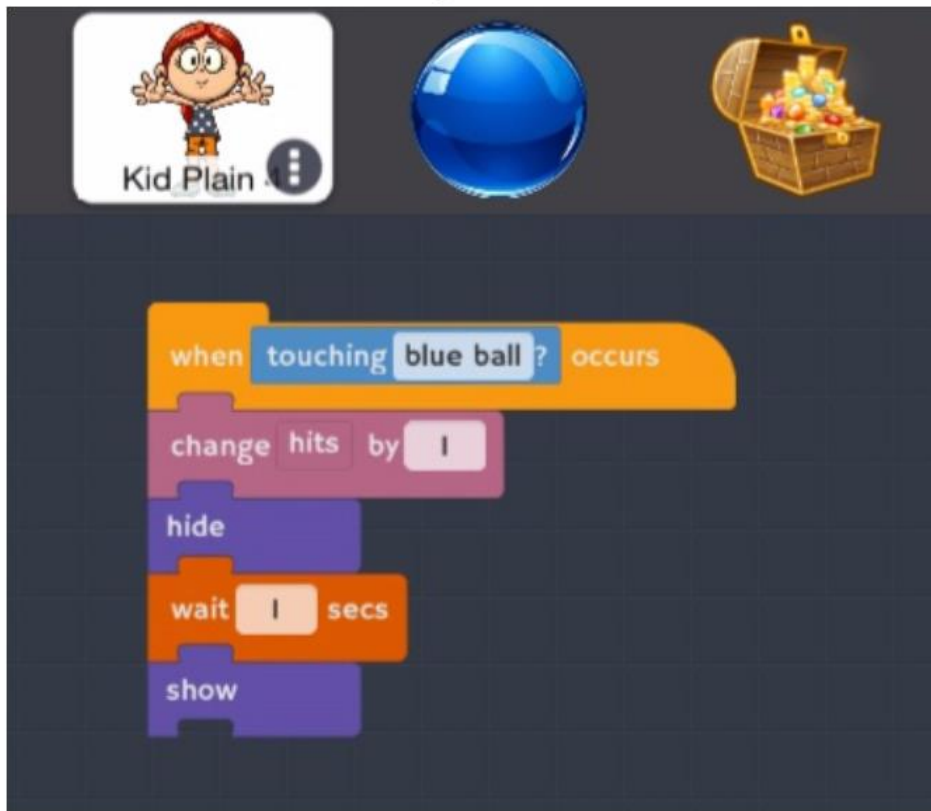 Kid Plain
when touching blue ball ? occurs
change hits by 1
hide
wait 1 secs
show